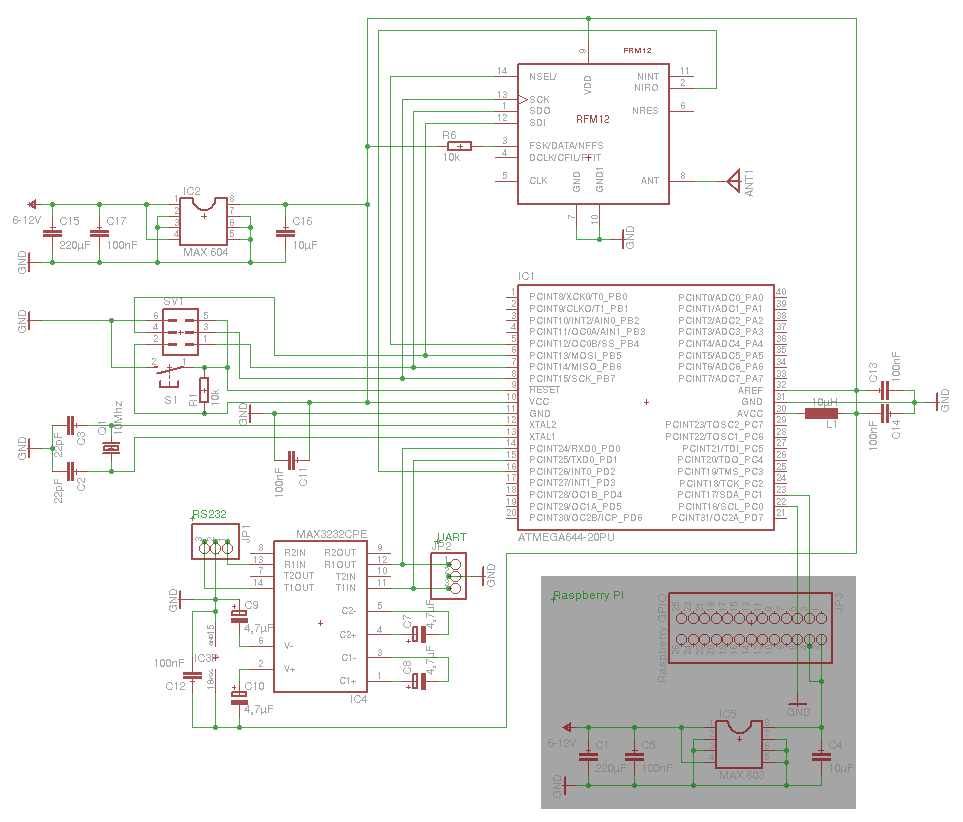 FRM12
9
VDD
14 NSEL/ NINT 11
NIRQ 2
13 SCK
1 SDO NRES 6
12 SDI
RFM12
R6
10k
3 FSK/DATA/NFFS
4 DCLK/CFIL/FFIT
5 CLK ANT 8
ANT1
GND GND1
7 10
GND
IC2
1 8
2 7
3 6
4 5
MAX 604
6-12V
C15
220µF
C17
100nF
C16
10µF
GND
IC1
1 PCINT8/XCK0/T0_PB0 PCINT0/ADC0_PA0 40
2 PCINT9/CLKO/T1_PB1 PCINT1/ADC1_PA1 39
3 PCINT10/INT2/AIN0_PB2 PCINT2/ADC2_PA2 38
4 PCINT11/OC0A/AIN1_PB3 PCINT3/ADC3_PA3 37
5 PCINT12/OC0B/SS_PB4 PCINT4/ADC4_PA4 36
6 PCINT13/MOSI_PB5 PCINT5/ADC5_PA5 35
7 PCINT14/MISO_PB6 PCINT6/ADC6_PA6 34
8 PCINT15/SCK_PB7 PCINT7/ADC7_PA7 33
9 RESET AREF 32
10 VCC GND 31
11 GND AVCC 30
12 XTAL2 PCINT23/TOSC2_PC7 29
13 XTAL1 PCINT22/TOSC1_PC6 28
14 PCINT24/RXD0_PD0 PCINT21/TDI_PC5 27
15 PCINT25/TXD0_PD1 PCINT20/TDO_PC4 26
16 PCINT26/INT0_PD2 PCINT19/TMS_PC3 25
17 PCINT27/INT1_PD3 PCINT18/TCK_PC2 24
18 PCINT28/OC1B_PD4 PCINT17/SDA_PC1 23
19 PCINT29/OC1A_PD5 PCINT16/SCL_PC0 22
20 PCINT30/OC2B/ICP_PD6 PCINT31/OC2A_PD7 21
ATMEGA644-20PU
SV1
GND
6 5
4 3
2 1
2 1
S1
R1
10k
GND
C13
100nF
10µH
L1
100nF
C14
GND
GND
22pF
C3
Q1
10Mhz
22pF
C2
100nF
C11
RS232
JP1
3 2 1
MAX3232CPE
8 R2IN R2OUT 9
13 R1IN R1OUT 12
7 T2OUT T2IN 10
14 T1OUT T1IN 11
C2- 5
C2+ 4
6 V- C1- 3
2 V+ C1+ 1
IC4
UART
JP2
GND
GND
C9
4,7µF
C10
4,7µF
C7
4,7µF
C8
4,7µF
15
IC3P
16
100nF
C12
Raspberry PI
Raspberry GPIO
JP3
GND
6-12V
C1
220µF
C5
100nF
IC5
1 8
2 7
3 6
4 5
MAX 603
C4
10µF
GND